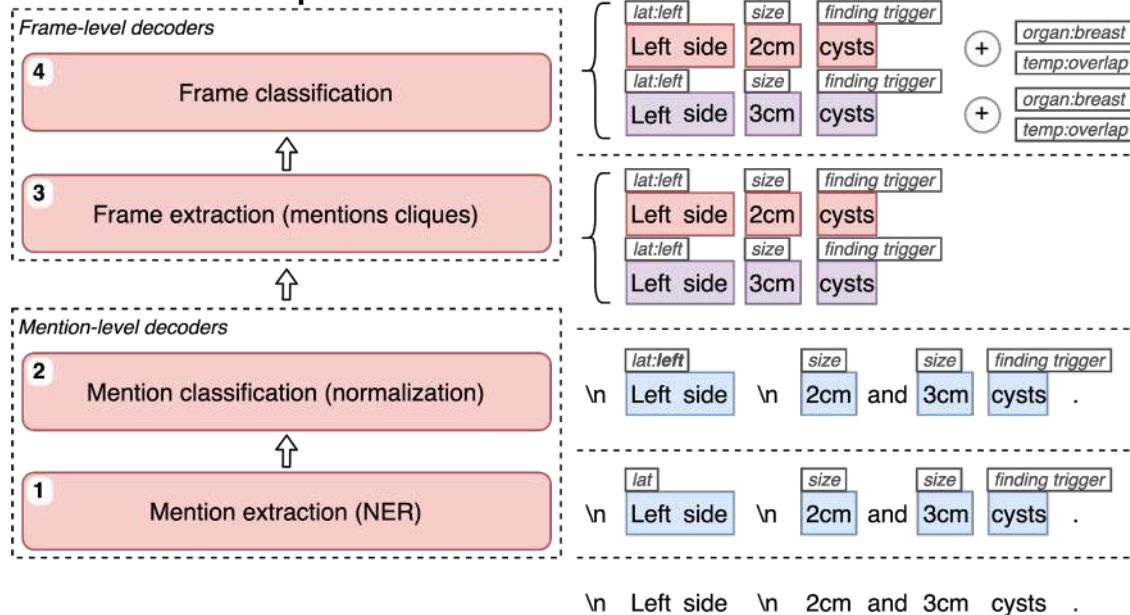 Frame-level decoders
4
Frame classification
3
Frame extraction (mentions cliques)
Mention-level decoders
2
Mention classification (normalization)
1
Mention extraction (NER)
lat:left size finding trigger
Left side 2cm cysts + organ:breast
temp:overlap
lat:left size finding trigger
Left side 3cm cysts + organ:breast
temp:overlap
lat:left size finding trigger
Left side 2cm cysts
lat:left size finding trigger
Left side 3cm cysts
lat:left size size finding trigger
\n Left side \n 2cm and 3cm cysts .
lat size size finding trigger
\n Left side \n 2cm and 3cm cysts .
\n Left side \n 2cm and 3cm cysts .